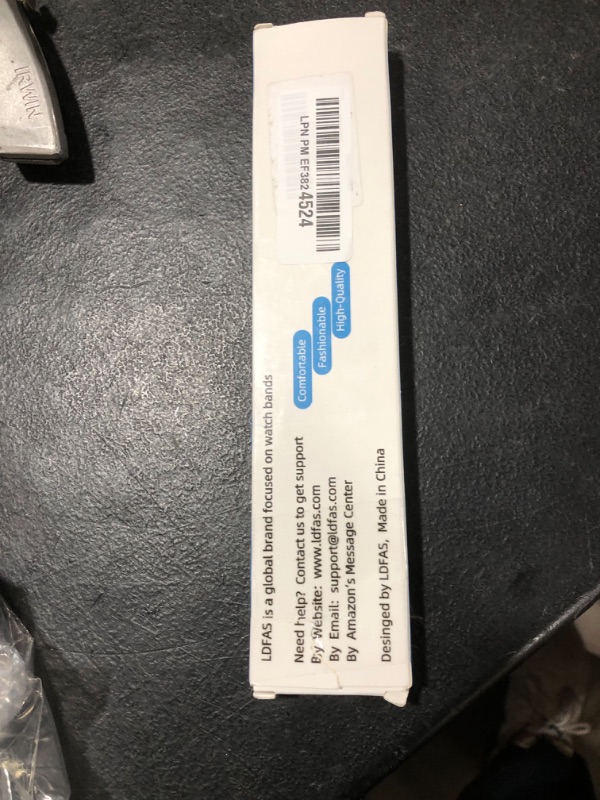 IRWIN
LPN PM EF3824524
Comfortable
Fashionable
High-Quality
LDFAS is a global brand focused on watch bands
Need help? Contact us to get support
By Website: www.ldfas.com
By Email: support@ldfas.com
By Amazon's Message Center
Desinged by LDFAS, Made in China